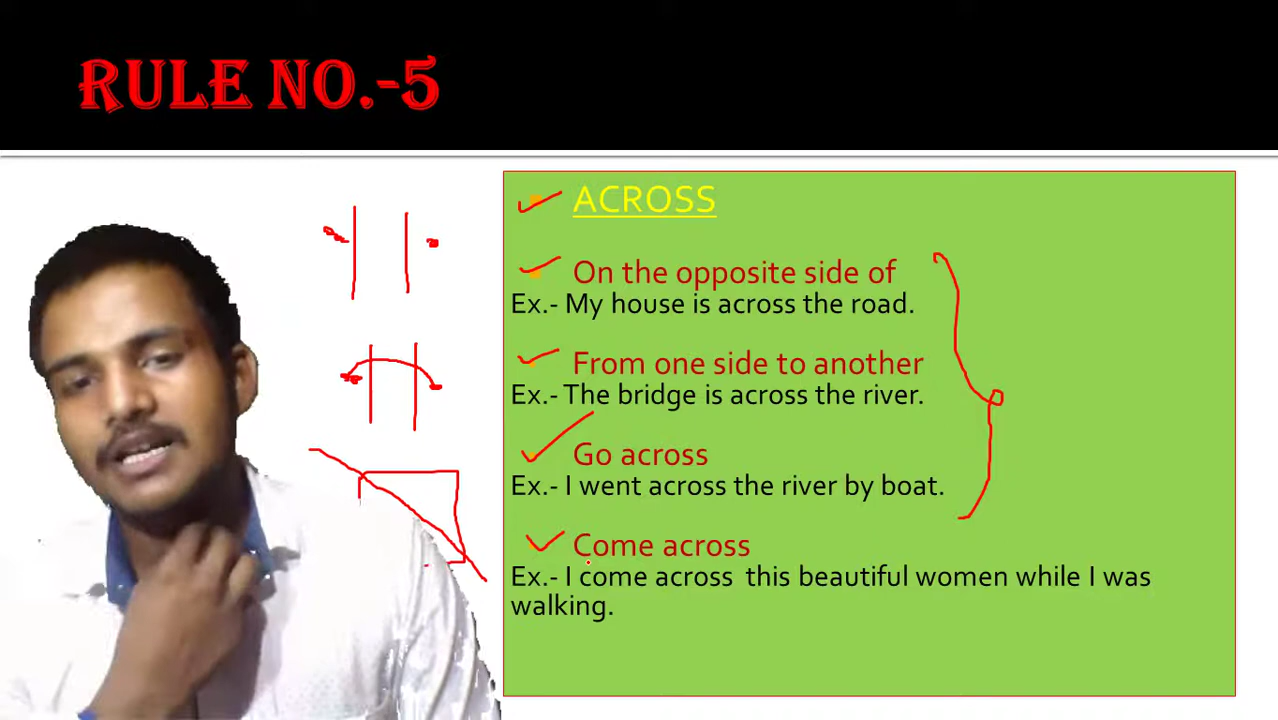 RULE NO.-5
ACROSS
On the opposite side of
Ex.- My house is across the road.
From one side to another
Ex.- The bridge is across the river.
Go across
Ex.- I went across the river by boat.
Come across
Ex.- I come across this beautiful women while I was
walking.